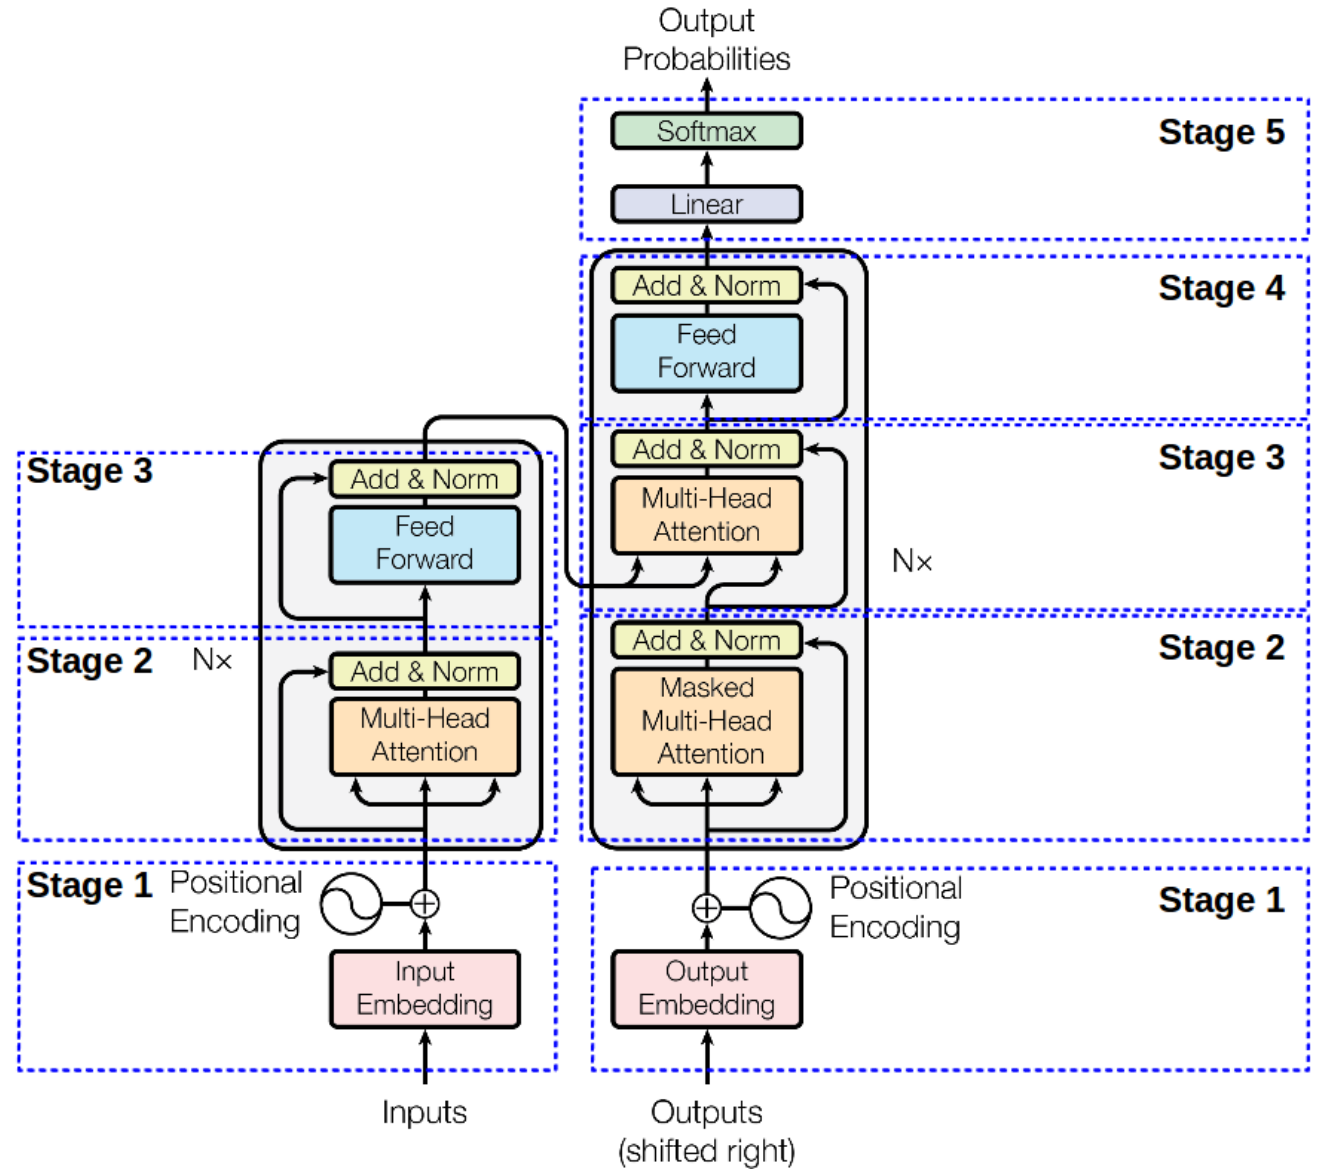 Output
Probabilities
Softmax
Stage 5
Linear
Add & Norm
Stage 4
Feed
Forward
Add & Norm
Stage 3
Multi-Head
Attention
N×
Add & Norm
Stage 2
Masked
Multi-Head
Attention
Stage 3
Add & Norm
Feed
Forward
Stage 2
N×
Add & Norm
Multi-Head
Attention
Stage 1
Positional
Encoding
Input
Embedding
Inputs
Positional
Encoding
Stage 1
Output
Embedding
Outputs
(shifted right)